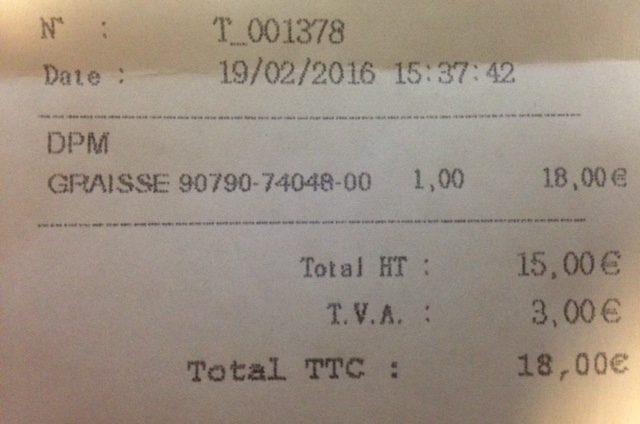 N° : T_001378
Date : 19/02/2016 15:37:42
DPM
GRAISSE 90790-74048-00 1,00 18,00€
Total HT : 15,00€
T.V.A. : 3,00€
Total TTC : 18,00€